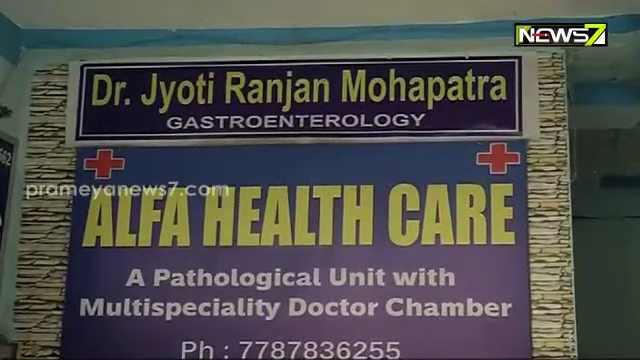 NEWS7
Dr. Jyoti Ranjan Mohapatra
GASTROENTEROLOGY
prameyanews7.com
ALFA HEALTH CARE
A Pathological Unit with
Multispeciality Doctor Chamber
Ph : 7787836255